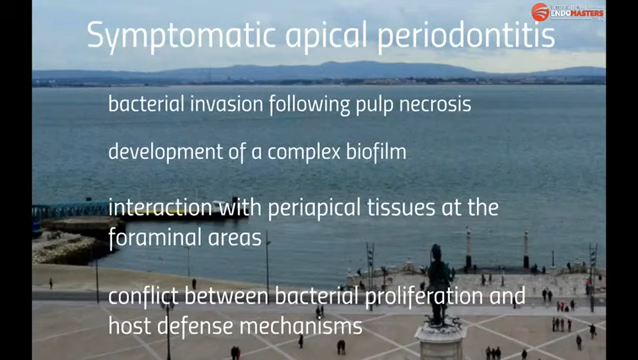 ENDOMASTERS
Symptomatic apical periodontitis
bacterial invasion following pulp necrosis
development of a complex biofilm
interaction with periapical tissues at the
foraminal areas
conflict between bacterial proliferation and
host defense mechanisms